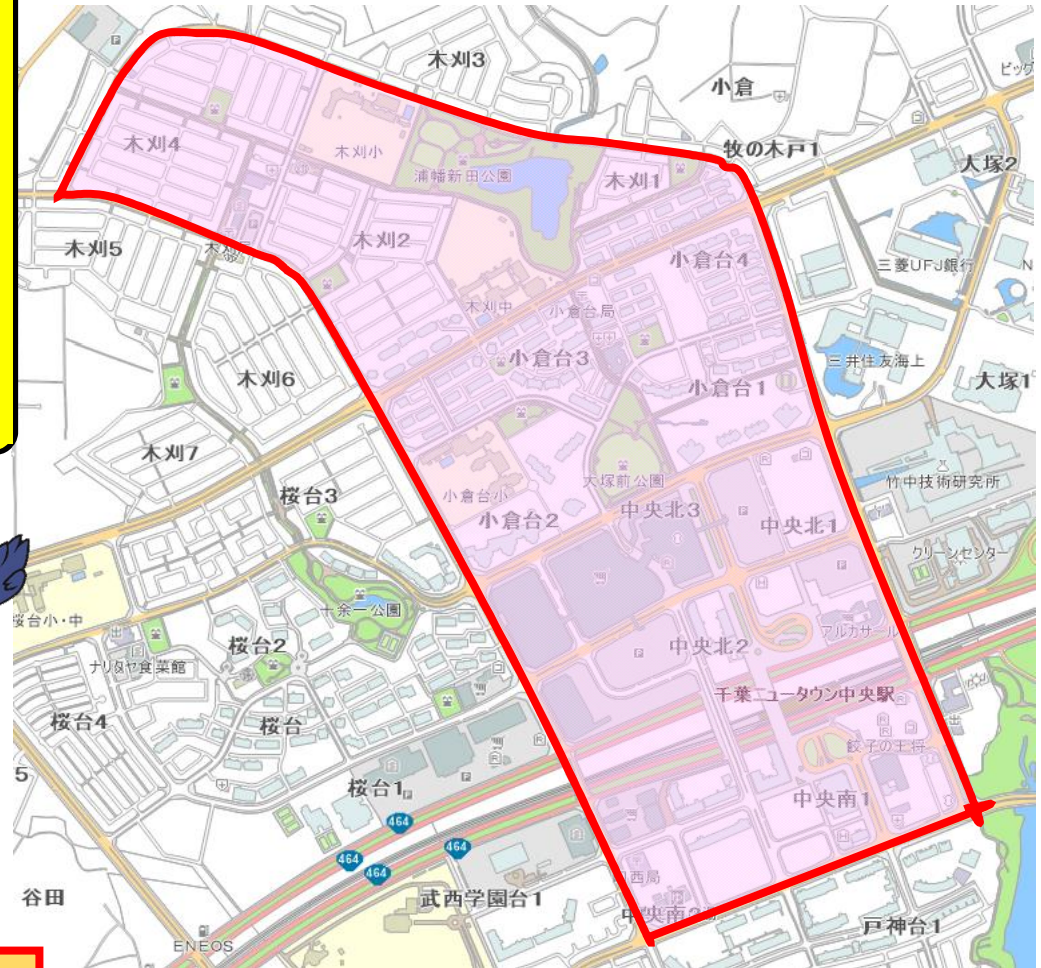 木刈3
小倉
ビッグ
木刈4
木刈小
牧の木戸1
大塚2
浦幡新田公園
木刈1
木刈5
木刈2
小倉台4
三菱UFJ銀行
N
木刈中
小倉台局
小倉台3
三井住友海上
木刈6
小倉台1
大塚1
木刈7
大塚前公園
竹中技術研究所
桜台3
小倉台小
小倉台2
中央北3
中央北1
クリーンセンター
十余一公園
桜台小・中
アルカサール
桜台2
中央北2
ナリタヤ食菜館
千葉ニュータウン中央駅
桜台4
桜台
餃子の王将
5
桜台1
中央南1
464
464
464
464
谷田
武西学園台1
戸神台1
ENEOS